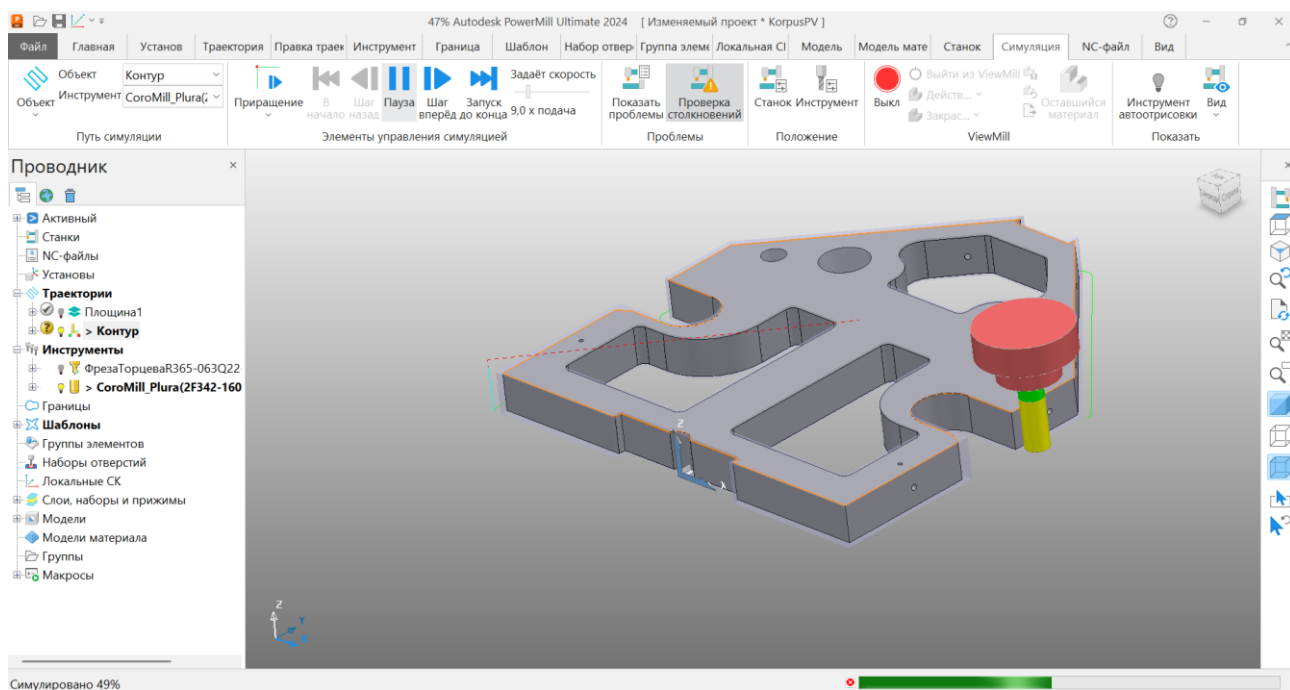 47% Autodesk PowerMill Ultimate 2024 [ Изменяемый проект * KorpusPV ]
Файл Главная Установ Траектория Правка траек Инструмент Граница Шаблон Набор отвер Группа элеме Локальная СІ Модель Модель мате Станок Симуляция NC-файл Вид
Объект
Объект Контур
Инструмент CoroMill_Plura(2
Путь симуляции
Приращение
В начало
Шаг назад
Пауза
Шаг вперёд
Запуск до конца
Задаёт скорость
9,0 x подача
Элементы управления симуляцией
Показать проблемы
Проверка столкновений
Проблемы
Станок Инструмент
Положение
Выкл
Выйти из ViewMill
Действ...
Закрас...
Оставшийся материал
ViewMill
Инструмент автоотрисовки
Вид
Показать
Проводник
Активный
Станки
NC-файлы
Установы
Траектории
Площина1
> Контур
Инструменты
ФрезаТорцеваR365-063Q22
> CoroMill_Plura(2F342-160
Границы
Шаблоны
Группы элементов
Наборы отверстий
Локальные СК
Слои, наборы и прижимы
Модели
Модели материала
Группы
Макросы
Z
X
Z
Y
X
Симулировано 49%